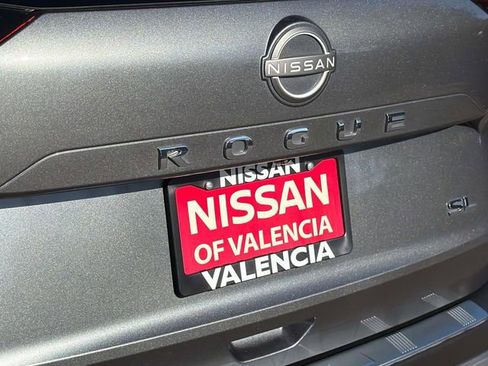 NISSAN
ROGUE
NISSAN
NISSAN
OF VALENCIA
VALENCIA
SL